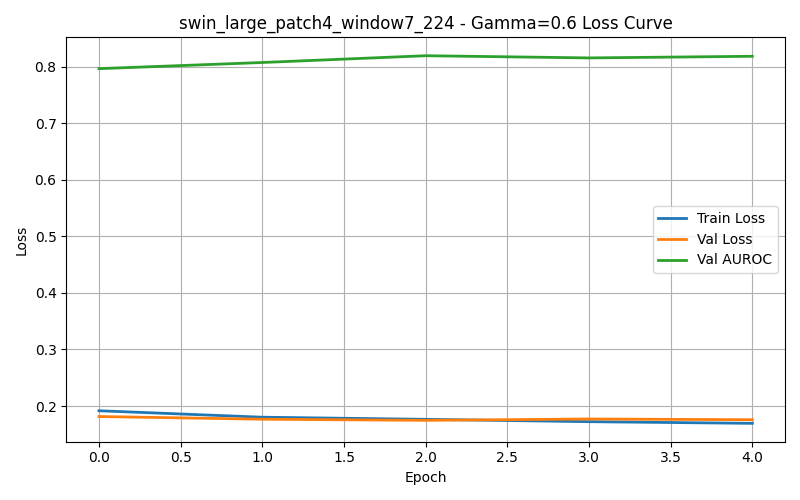 swin_large_patch4_window7_224 - Gamma=0.6 Loss Curve
Loss
0.8
0.7
0.6
0.5
0.4
0.3
0.2
Train Loss
Val Loss
Val AUROC
0.0 0.5 1.0 1.5 2.0 2.5 3.0 3.5 4.0
Epoch